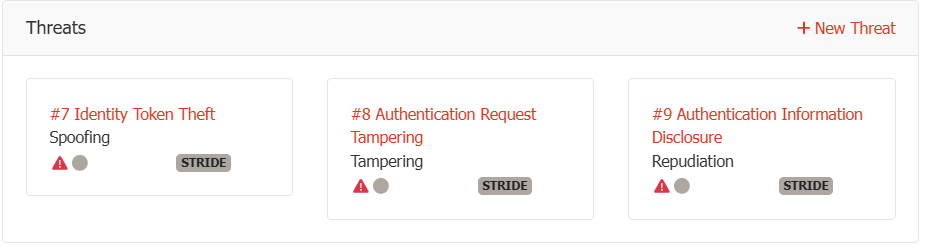 Threats
+ New Threat
#7 Identity Token Theft
Spoofing
STRIDE
#8 Authentication Request
Tampering
Tampering
STRIDE
#9 Authentication Information
Disclosure
Repudiation
STRIDE